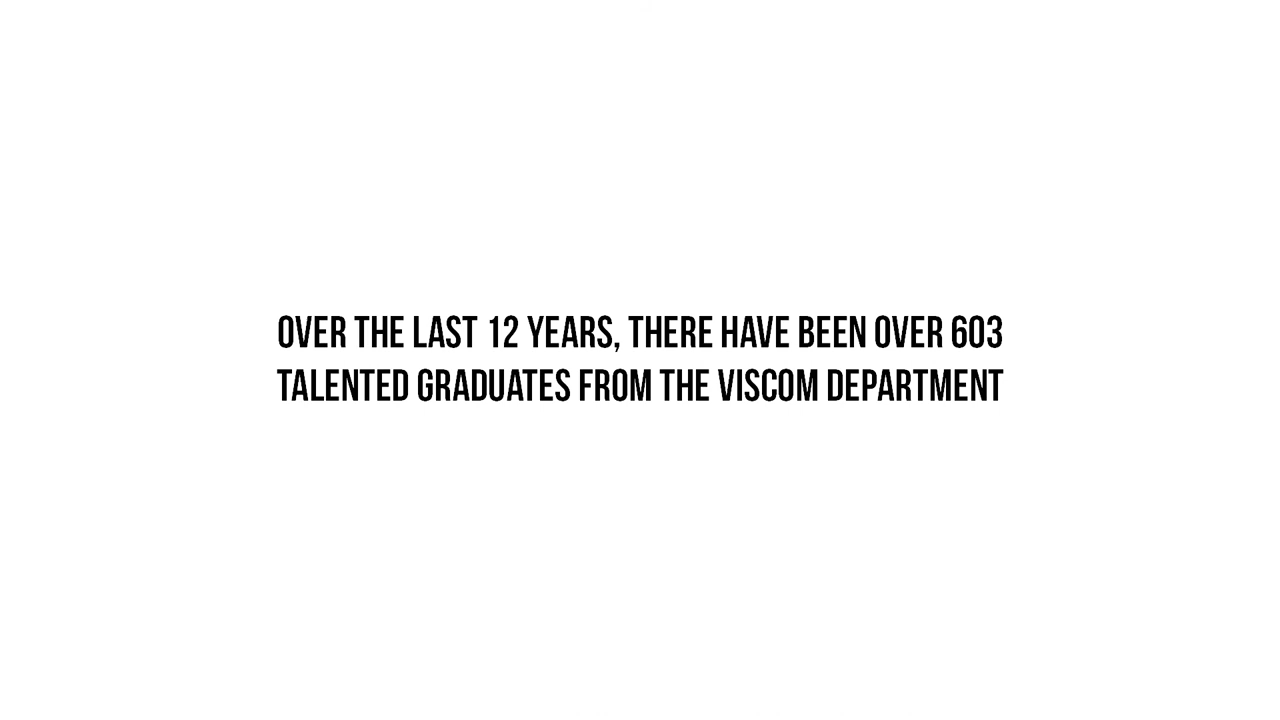 OVER THE LAST 12 YEARS, THERE HAVE BEEN OVER 603
TALENTED GRADUATES FROM THE VISCOM DEPARTMENT